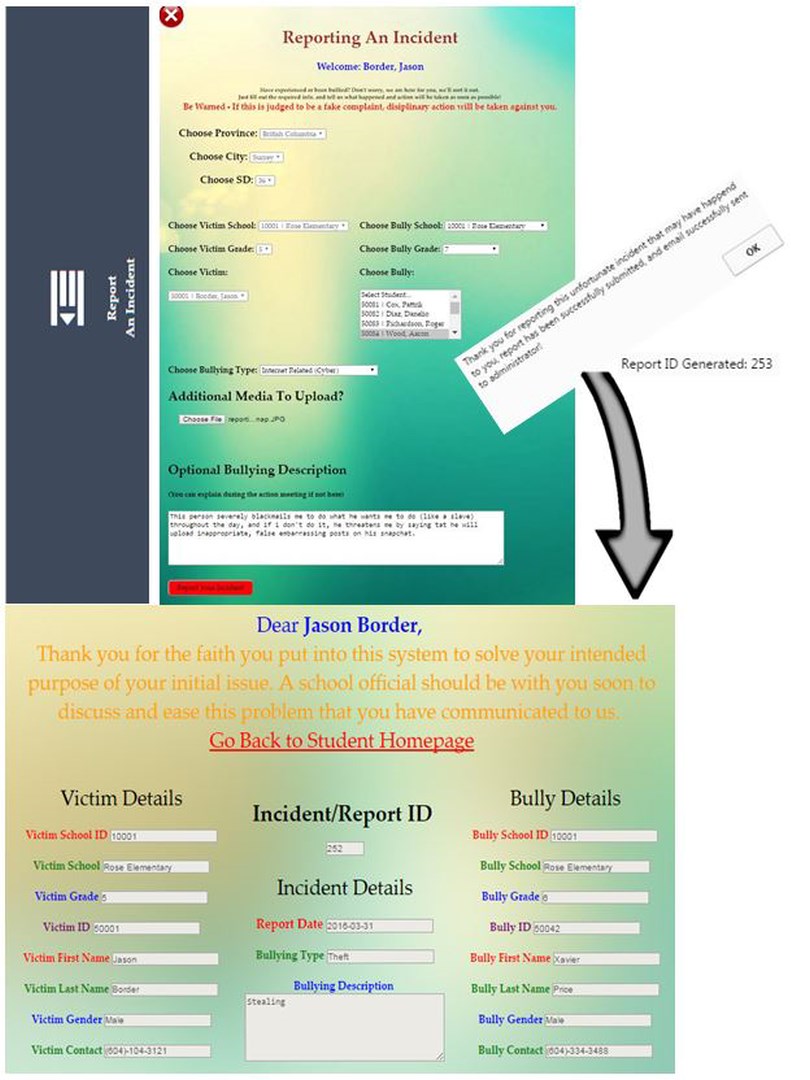 Report
An Incident
Reporting An Incident
Welcome: Border, Jason
Have experienced or been bullied? Don't worry, we are here for you, we'll sort it out.
Just fill out the required info, and tell us what happened and action will be taken as soon as possible!
Be Warned - If this is judged to be a fake complaint, disiplinary action will be taken against you.
Choose Province: British Columbia
Choose City: Surrey
Choose SD: 36
Choose Victim School: 10001 | Rose Elementary
Choose Bully School: 10001 | Rose Elementary
Choose Victim Grade: 5
Choose Bully Grade: 7
Choose Victim:
Choose Bully:
50001 | Border, Jason
Select Student...
50081 | Cox, Patrik
50082 | Diaz, Danelio
50083 | Richardson, Roger
50084 | Wood, Aaron
Choose Bullying Type: Internet Related (Cyber)
Additional Media To Upload?
Choose File reporti...nap.JPG
Optional Bullying Description
(You can explain during the action meeting if not here)
This person severely blackmails me to do what he wants me to do (like a slave)
throughout the day, and if i don't do it, he threatens me by saying tat he will
upload inappropriate, false embarrassing posts on his snapchat.
Report Your Incident!
Thank you for reporting this unfortunate incident that may have happend
to you, report has been successfully submitted, and email successfully sent
to administrator!
OK
Report ID Generated: 253
Dear Jason Border,
Thank you for the faith you put into this system to solve your intended
purpose of your initial issue. A school official should be with you soon to
discuss and ease this problem that you have communicated to us.
Go Back to Student Homepage
Victim Details
Victim School ID 10001
Victim School Rose Elementary
Victim Grade 5
Victim ID 50001
Victim First Name Jason
Victim Last Name Border
Victim Gender Male
Victim Contact (604)-104-3121
Incident/Report ID
252
Incident Details
Report Date 2016-03-31
Bullying Type Theft
Bullying Description
Stealing
Bully Details
Bully School ID 10001
Bully School Rose Elementary
Bully Grade 6
Bully ID 50042
Bully First Name Xavier
Bully Last Name Price
Bully Gender Male
Bully Contact (604)-334-3488